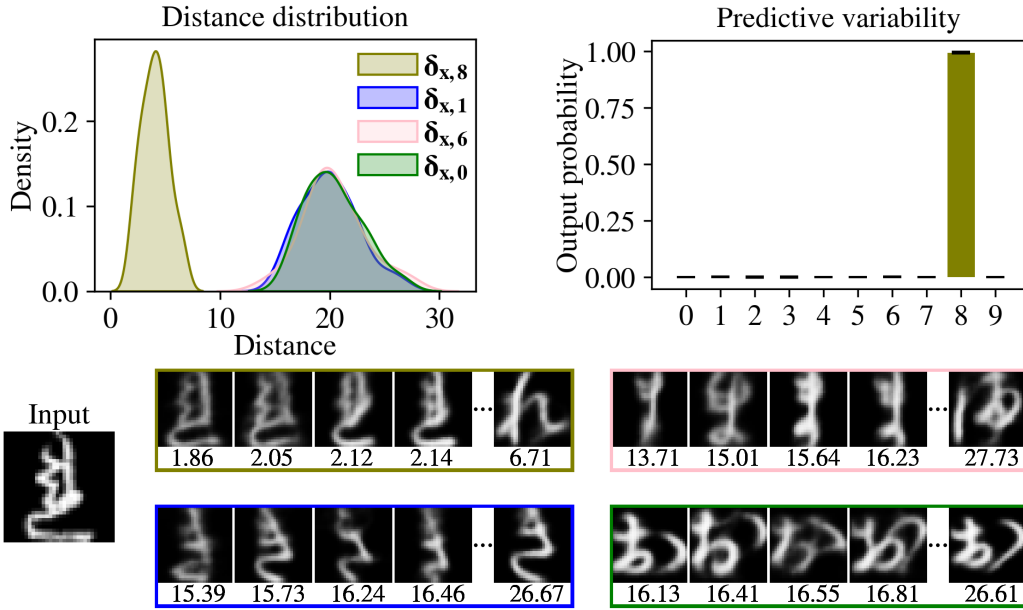 Distance distribution
Density
0.0
0.1
0.2
0
10
20
30
Distance
δx,8
δx,1
δx,6
δx,0
Predictive variability
Output probability
1.00
0.75
0.50
0.25
0.00
0 1 2 3 4 5 6 7 8 9
Input
1.86 2.05 2.12 2.14 ... 6.71
13.71 15.01 15.64 16.23 ... 27.73
15.39 15.73 16.24 16.46 ... 26.67
16.13 16.41 16.55 16.81 ... 26.61